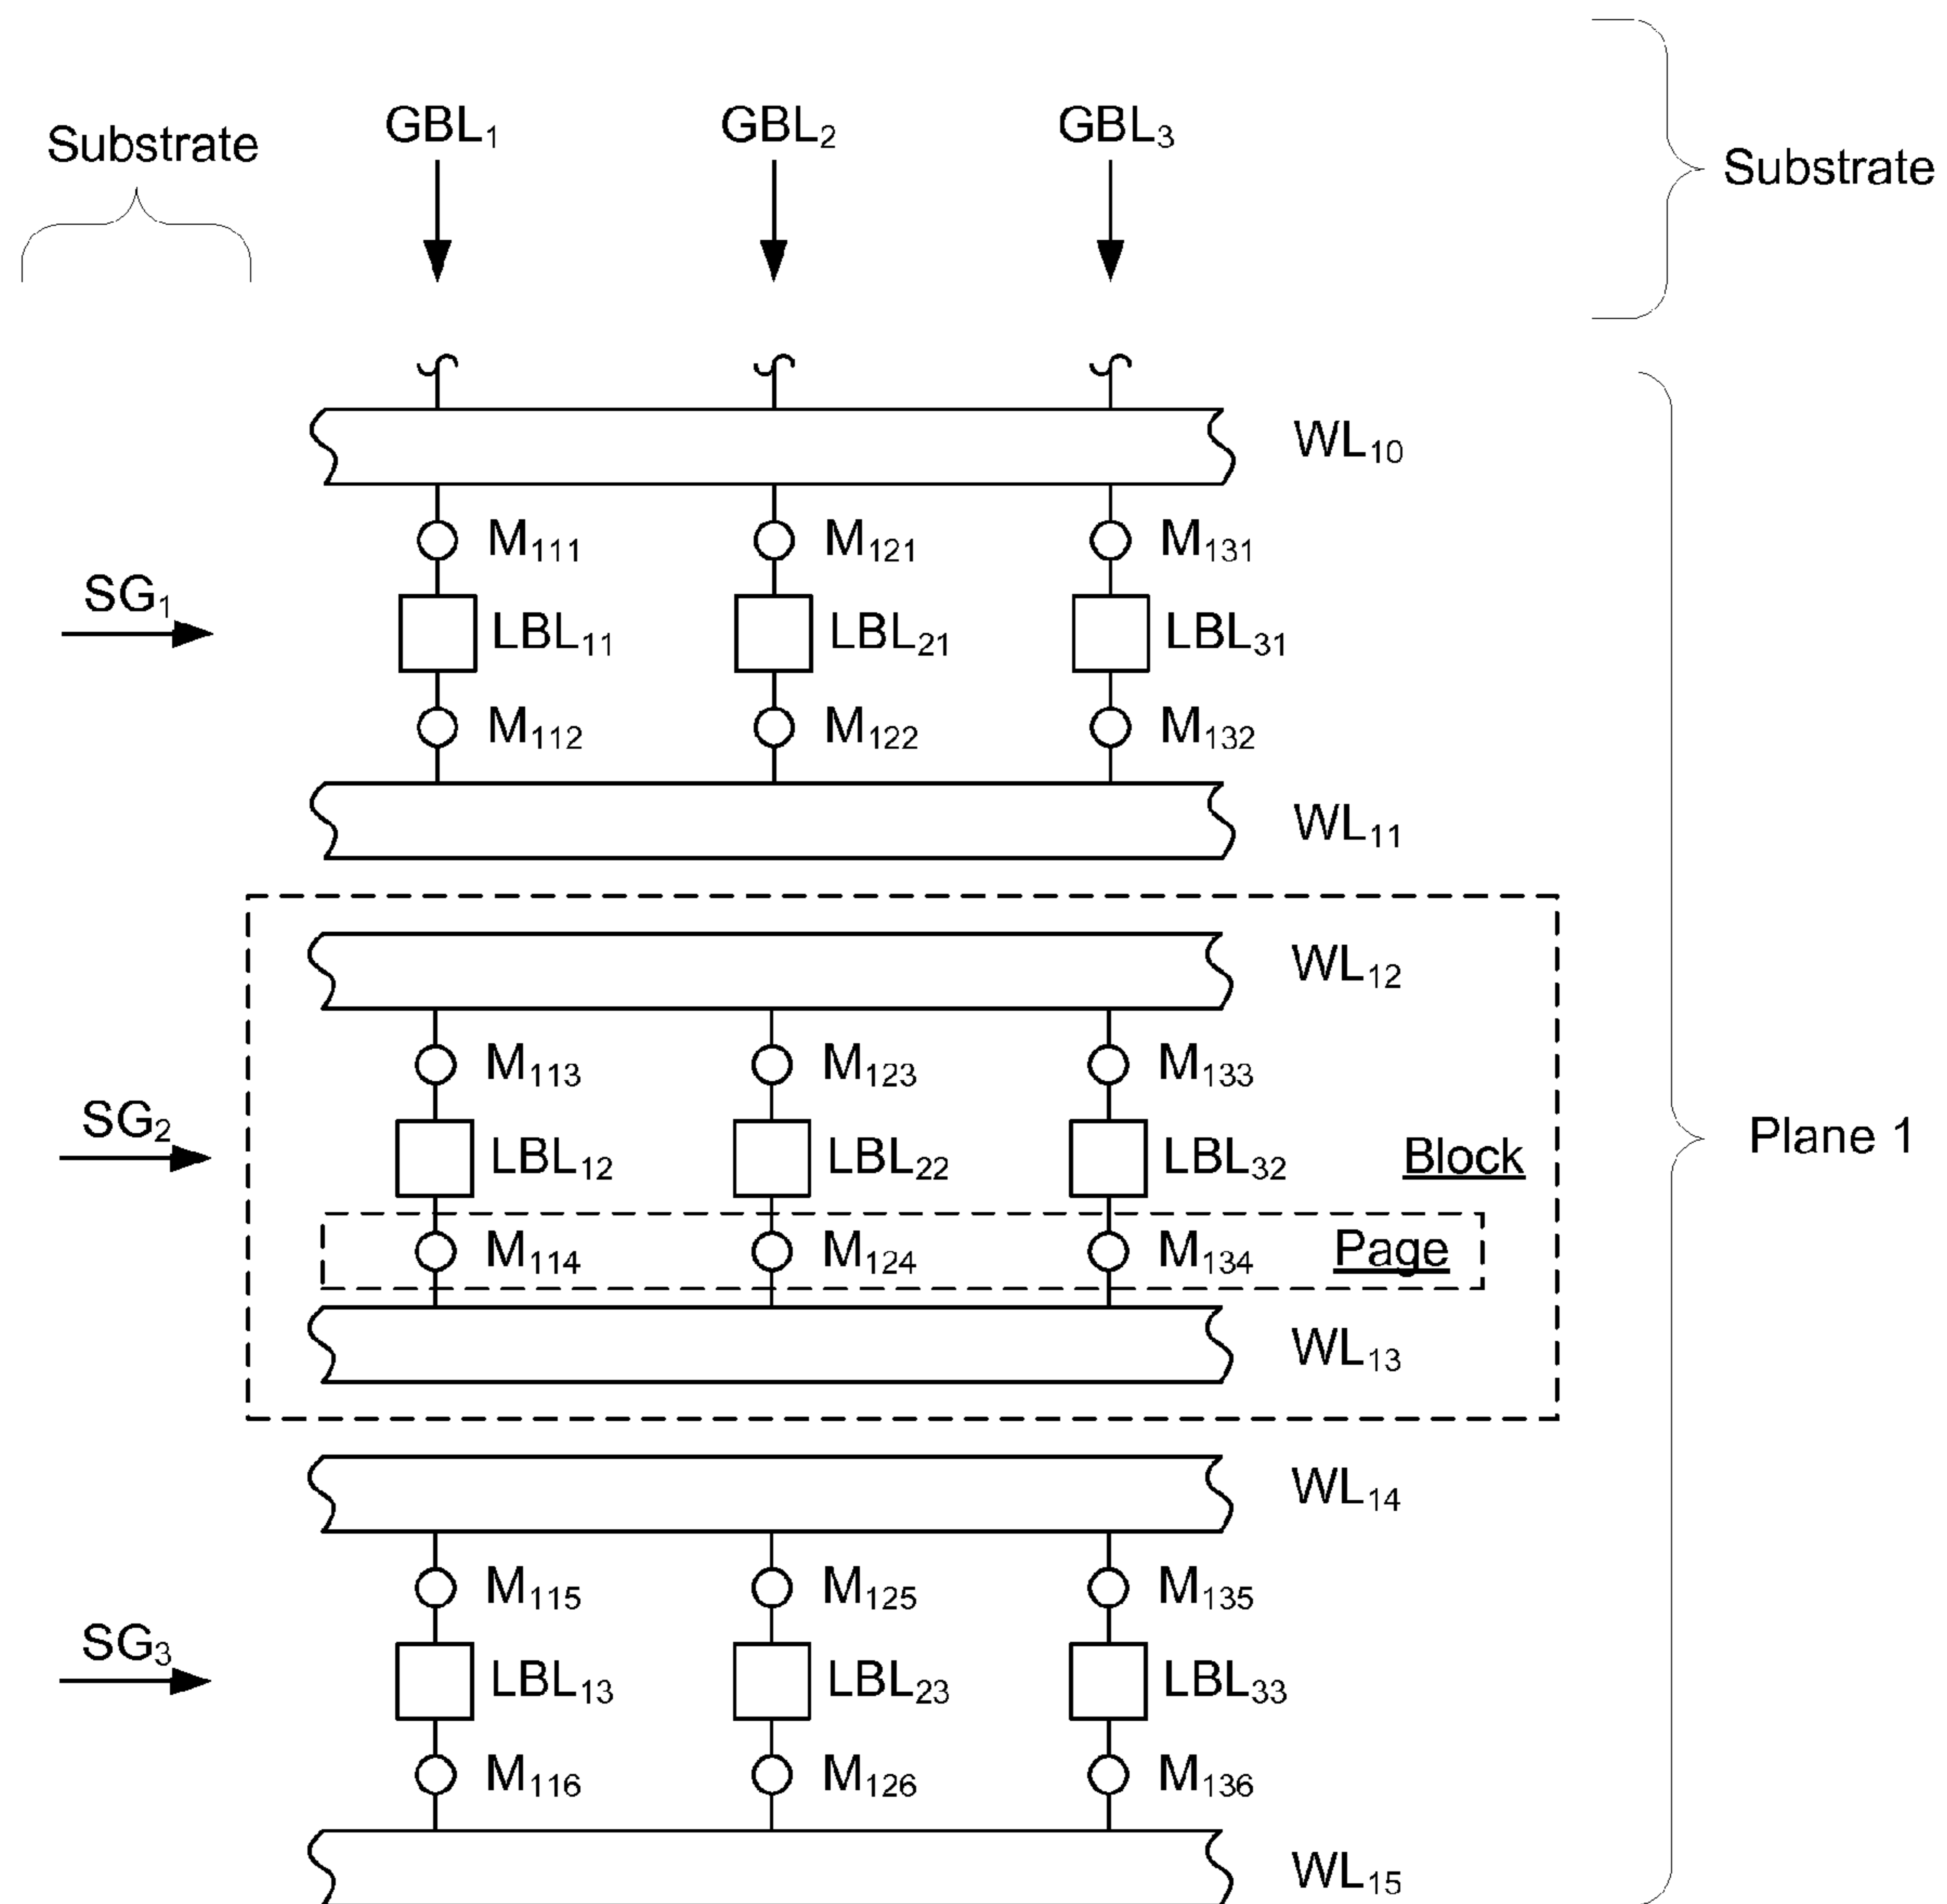 GBL₁ GBL₂ GBL₃
Substrate Substrate
WL₁₀
M₁₁₁ M₁₂₁ M₁₃₁
SG₁ LBL₁₁ LBL₂₁ LBL₃₁
M₁₁₂ M₁₂₂ M₁₃₂
WL₁₁
WL₁₂
M₁₁₃ M₁₂₃ M₁₃₃
SG₂ LBL₁₂ LBL₂₂ LBL₃₂ Block Plane 1
M₁₁₄ M₁₂₄ M₁₃₄ Page
WL₁₃
WL₁₄
M₁₁₅ M₁₂₅ M₁₃₅
SG₃ LBL₁₃ LBL₂₃ LBL₃₃
M₁₁₆ M₁₂₆ M₁₃₆
WL₁₅